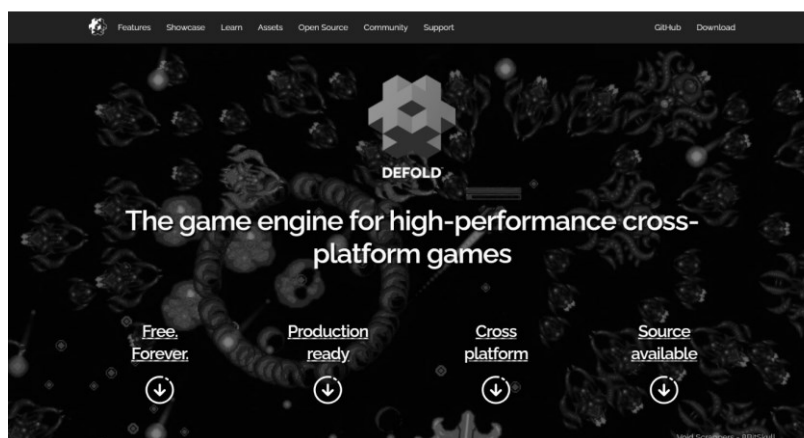 Features Showcase Learn Assets Open Source Community Support GitHub Download
DEFOLD
The game engine for high-performance cross-
platform games
Free.
Forever.
Production
ready
Cross
platform
Source
available